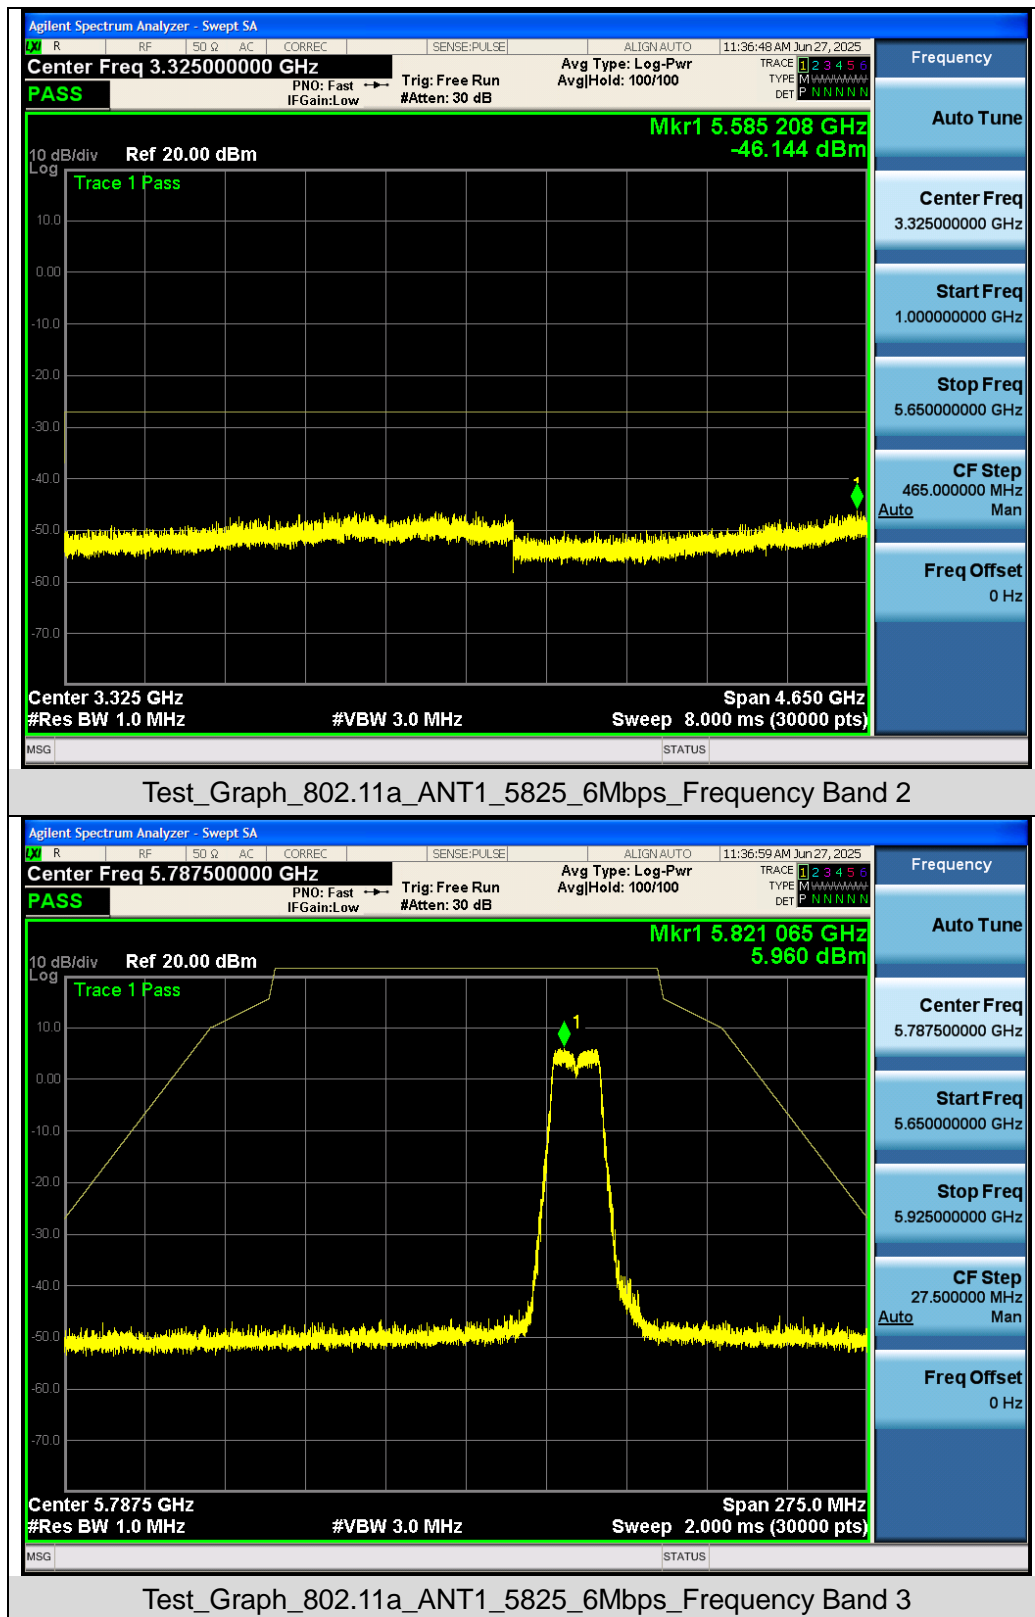 Agilent Spectrum Analyzer - Swept SA
LXI R RF 50 Ω AC CORREC SENSE:PULSE ALIGN AUTO 11:36:48 AM Jun 27, 2025
Center Freq 3.325000000 GHz
PASS
PNO: Fast
IFGain:Low
Trig: Free Run
#Atten: 30 dB
Avg Type: Log-Pwr
Avg|Hold: 100/100
TRACE 1 2 3 4 5 6
TYPE M WWWWW
DET P N N N N N
Mkr1 5.585 208 GHz
-46.144 dBm
10 dB/div Ref 20.00 dBm
Log
Trace 1 Pass
10.0
0.00
-10.0
-20.0
-30.0
-40.0
1
-50.0
-60.0
-70.0
Center 3.325 GHz Span 4.650 GHz
#Res BW 1.0 MHz #VBW 3.0 MHz Sweep 8.000 ms (30000 pts)
MSG STATUS
Frequency
Auto Tune
Center Freq
3.325000000 GHz
Start Freq
1.000000000 GHz
Stop Freq
5.650000000 GHz
CF Step
465.000000 MHz
Auto Man
Freq Offset
0 Hz
Test_Graph_802.11a_ANT1_5825_6Mbps_Frequency Band 2
Agilent Spectrum Analyzer - Swept SA
LXI R RF 50 Ω AC CORREC SENSE:PULSE ALIGN AUTO 11:36:59 AM Jun 27, 2025
Center Freq 5.787500000 GHz
PASS
PNO: Fast
IFGain:Low
Trig: Free Run
#Atten: 30 dB
Avg Type: Log-Pwr
Avg|Hold: 100/100
TRACE 1 2 3 4 5 6
TYPE M WWWWW
DET P N N N N N
Mkr1 5.821 065 GHz
5.960 dBm
10 dB/div Ref 20.00 dBm
Log
Trace 1 Pass
1
10.0
0.00
-10.0
-20.0
-30.0
-40.0
-50.0
-60.0
-70.0
Center 5.7875 GHz Span 275.0 MHz
#Res BW 1.0 MHz #VBW 3.0 MHz Sweep 2.000 ms (30000 pts)
MSG STATUS
Frequency
Auto Tune
Center Freq
5.787500000 GHz
Start Freq
5.650000000 GHz
Stop Freq
5.925000000 GHz
CF Step
27.500000 MHz
Auto Man
Freq Offset
0 Hz
Test_Graph_802.11a_ANT1_5825_6Mbps_Frequency Band 3